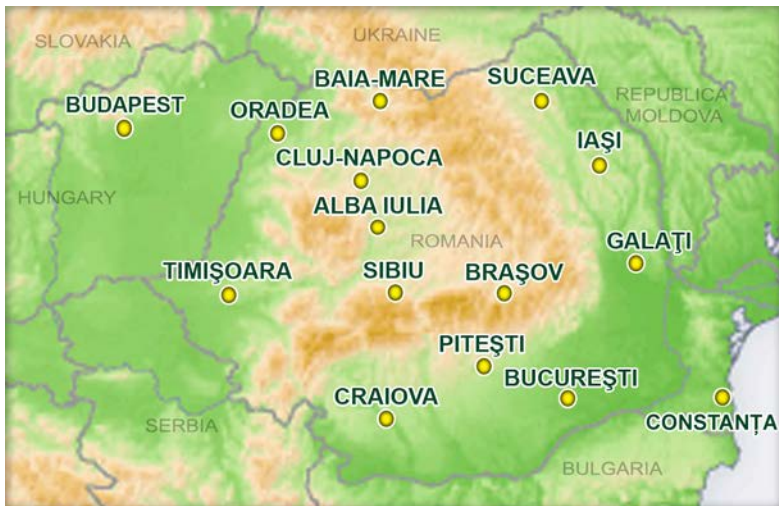 SLOVAKIA
UKRAINE
BAIA-MARE
SUCEAVA
BUDAPEST
ORADEA
REPUBLICA
MOLDOVA
IAŞI
CLUJ-NAPOCA
HUNGARY
ALBA IULIA
ROMANIA
GALAŢI
TIMIŞOARA
SIBIU
BRAŞOV
PITEŞTI
BUCUREŞTI
CRAIOVA
SERBIA
CONSTANȚA
BULGARIA